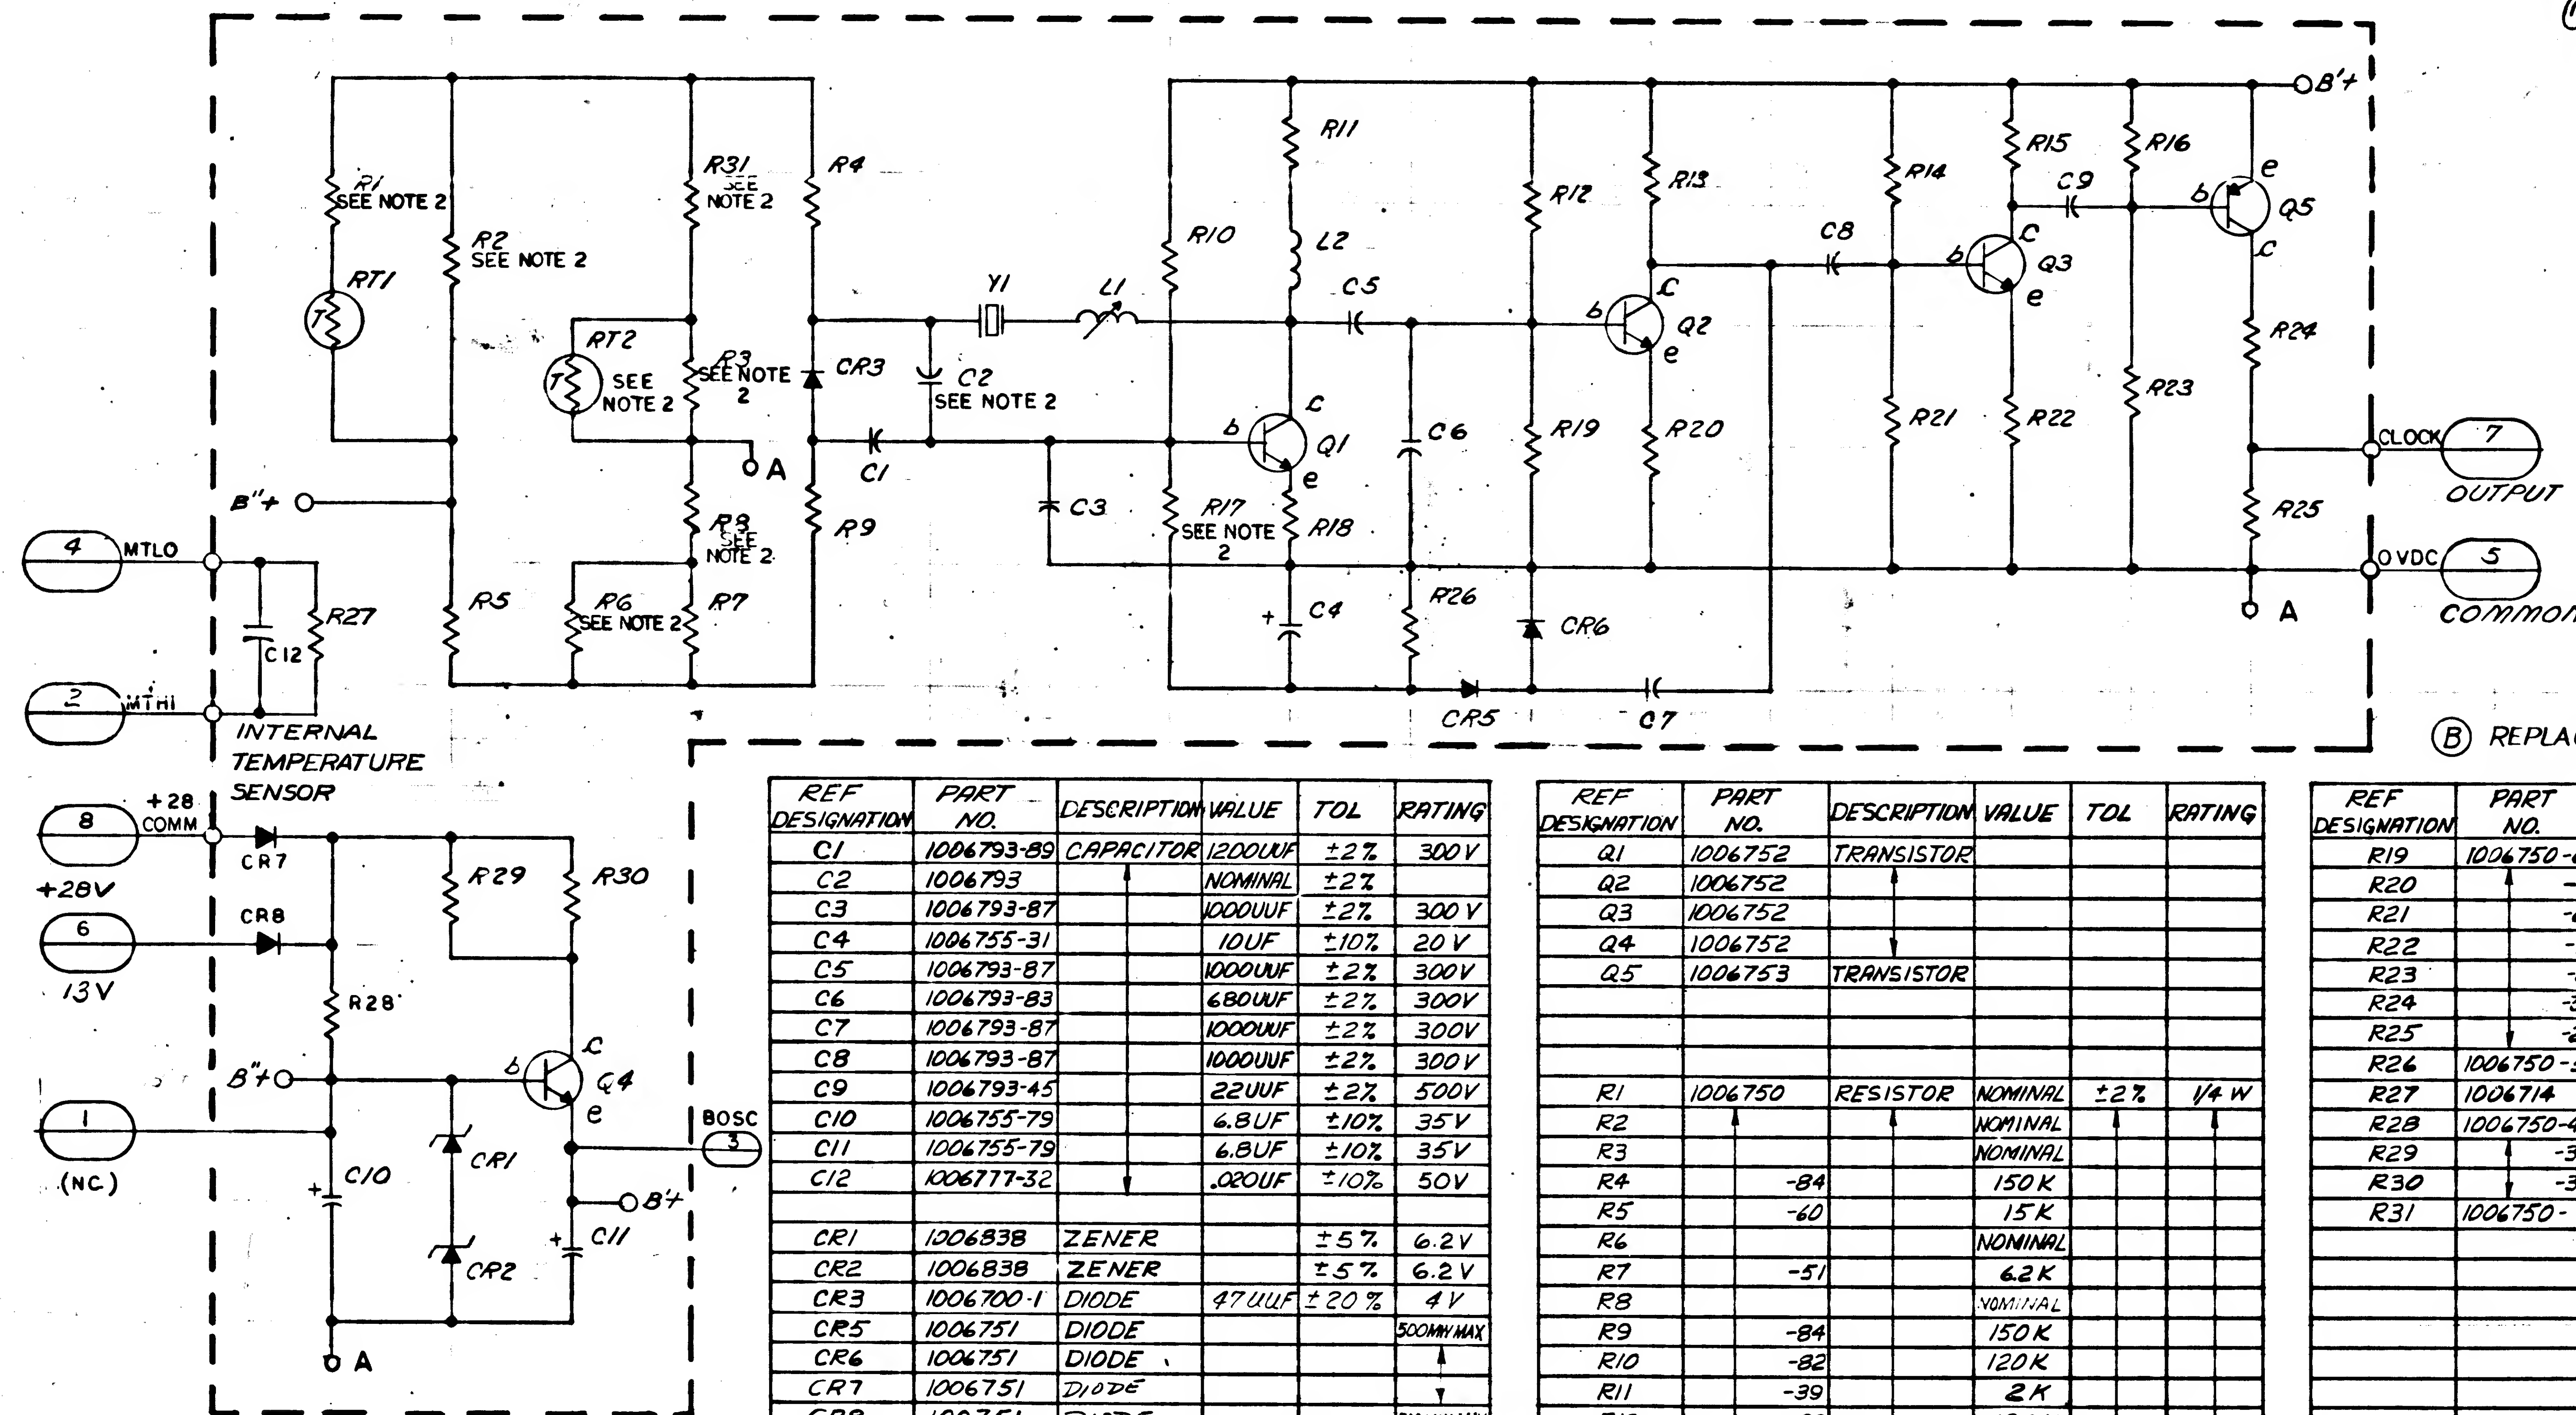 B'+
R11
R1
SEE NOTE 2
R31
SEE
NOTE 2
R4
R12
R13
R14
R15
R16
C9
b
e
Q5
c
R2
SEE NOTE 2
R10
L2
C8
b
c
Q3
e
RT1
T
Y1
L1
C5
b
c
Q2
e
R24
RT2
T
SEE
NOTE 2
R3
SEE NOTE
2
CR3
C2
SEE NOTE 2
R23
R21
R22
c
b
Q1
e
C6
R19
R20
CLOCK
7
OUTPUT
A
C1
B"+
C3
R17
SEE NOTE
2
R18
R25
R8
SEE
NOTE 2
R9
4
MTLO
0 VDC
5
COMMON
A
R27
C12
R5
R6
SEE NOTE 2
R7
+
C4
R26
CR6
2
MTHI
CR5
C7
INTERNAL
TEMPERATURE
SENSOR
B REPLA
8
+28
COMM
+28V
CR7
6
13V
CR8
R29
R30
R28
B"+
b
c
Q4
e
1
(NC)
BOSC
3
CR1
+
C10
B'+
CR2
+
C11
A
REF DESIGNATION PART NO. DESCRIPTION VALUE TOL RATING
C1 1006793-89 CAPACITOR 1200UUF ±2% 300V
C2 1006793 NOMINAL ±2%
C3 1006793-87 1000UUF ±2% 300V
C4 1006755-31 10UF ±10% 20V
C5 1006793-87 1000UUF ±2% 300V
C6 1006793-83 680UUF ±2% 300V
C7 1006793-87 1000UUF ±2% 300V
C8 1006793-87 1000UUF ±2% 300V
C9 1006793-45 22UUF ±2% 500V
C10 1006755-79 6.8UF ±10% 35V
C11 1006755-79 6.8UF ±10% 35V
C12 1006777-32 .020UF ±10% 50V
CR1 1006838 ZENER ±5% 6.2V
CR2 1006838 ZENER ±5% 6.2V
CR3 1006700-1 DIODE 47UUF ±20% 4V
CR5 1006751 DIODE 500MW MAX
CR6 1006751 DIODE
CR7 1006751 DIODE
REF DESIGNATION PART NO. DESCRIPTION VALUE TOL RATING
Q1 1006752 TRANSISTOR
Q2 1006752
Q3 1006752
Q4 1006752
Q5 1006753 TRANSISTOR
R1 1006750 RESISTOR NOMINAL ±2% 1/4 W
R2 NOMINAL
R3 NOMINAL
R4 -84 150K
R5 -60 15K
R6 NOMINAL
R7 -51 6.2K
R8 NOMINAL
R9 -84 150K
R10 -82 120K
R11 -39 2K
REF DESIGNATION PART NO.
R19 1006750-
R20 -
R21 -
R22 -
R23 -
R24 -3
R25 -
R26 1006750-
R27 1006714
R28 1006750-4
R29 -3
R30 -3
R31 1006750-